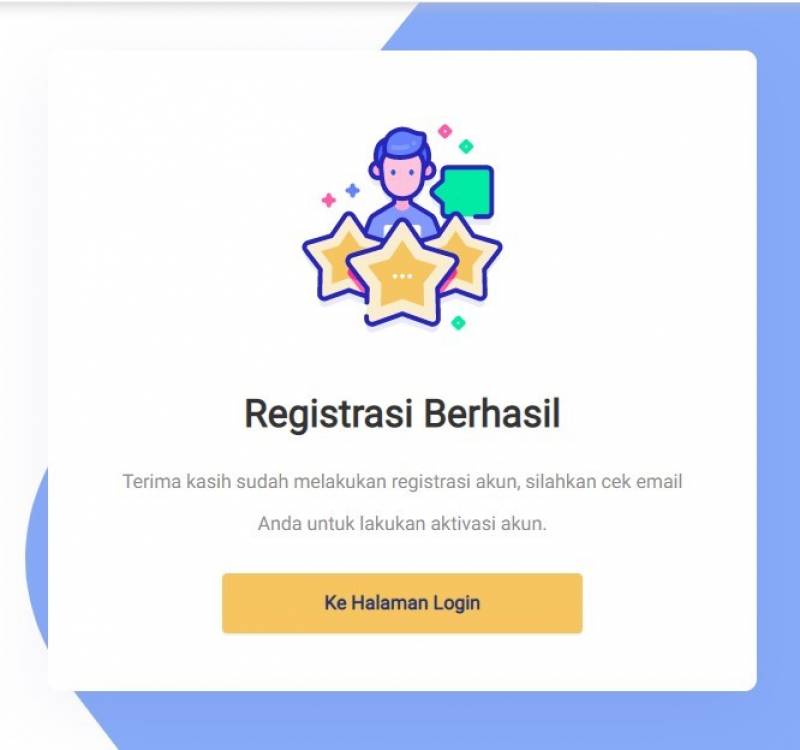 Registrasi Berhasil
Terima kasih sudah melakukan registrasi akun, silahkan cek email
Anda untuk lakukan aktivasi akun.
Ke Halaman Login